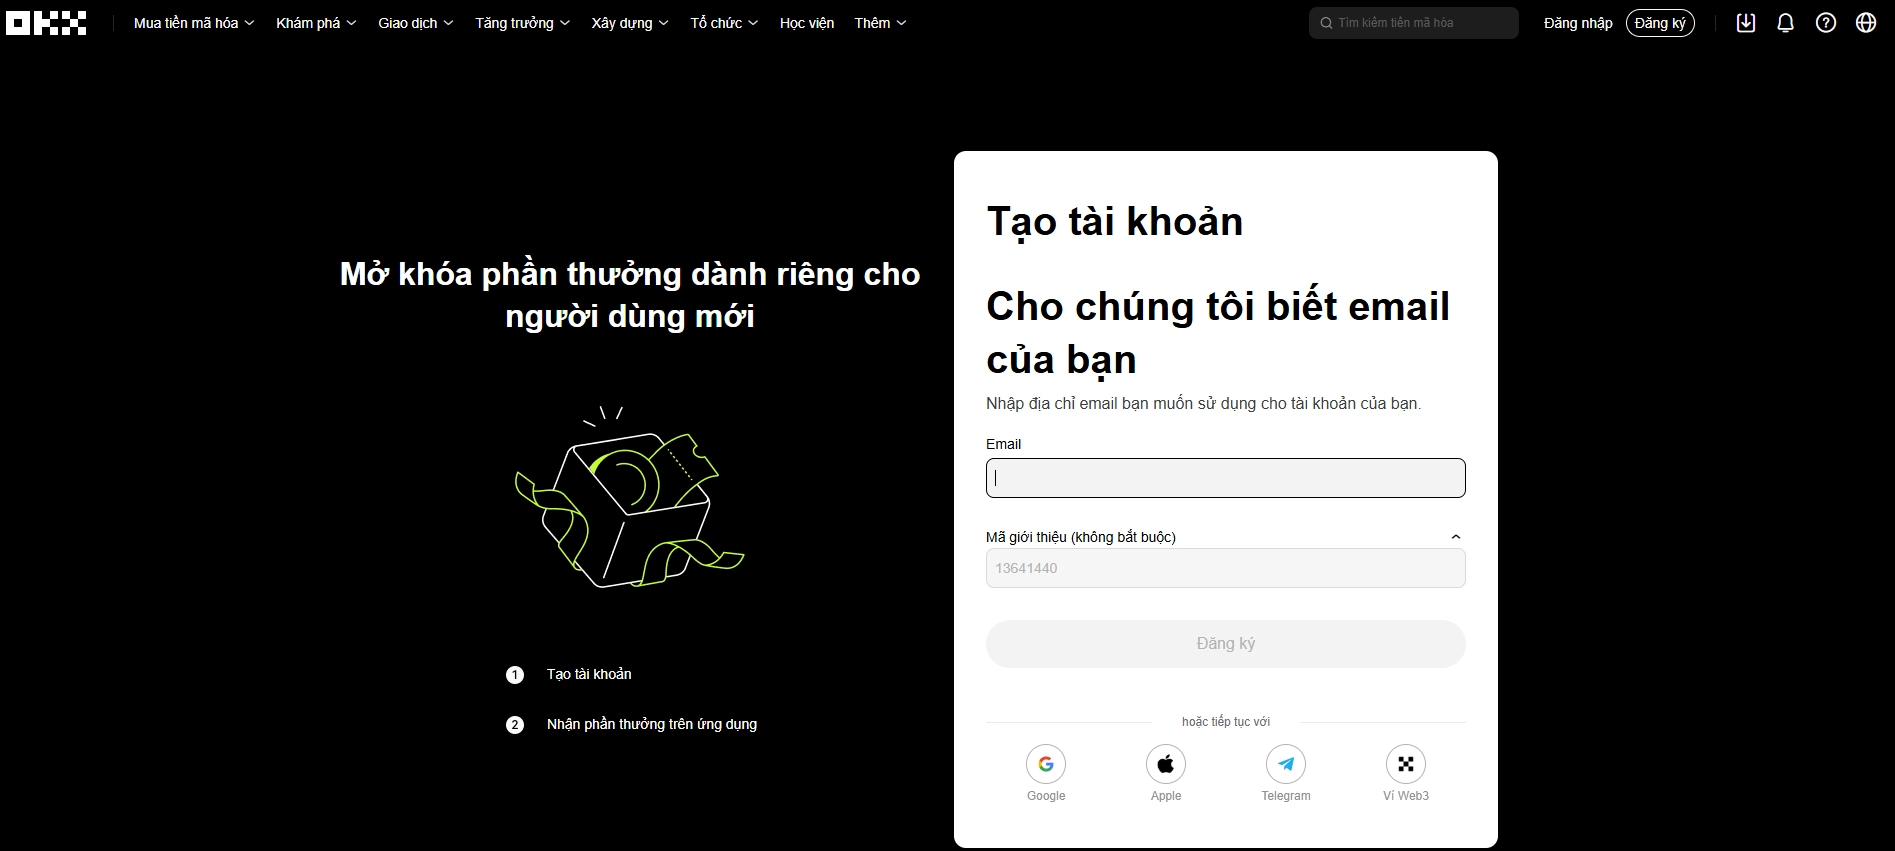 OKX
Mua tiền mã hóa Khám phá Giao dịch Tăng trưởng Xây dựng Tổ chức Học viện Thêm
Tìm kiếm tiền mã hóa
Đăng nhập Đăng ký
Mở khóa phần thưởng dành riêng cho
người dùng mới
1 Tạo tài khoản
2 Nhận phần thưởng trên ứng dụng
Tạo tài khoản
Cho chúng tôi biết email
của bạn
Nhập địa chỉ email bạn muốn sử dụng cho tài khoản của bạn.
Email
Mã giới thiệu (không bắt buộc)
13641440
Đăng ký
hoặc tiếp tục với
Google Apple Telegram Ví Web3